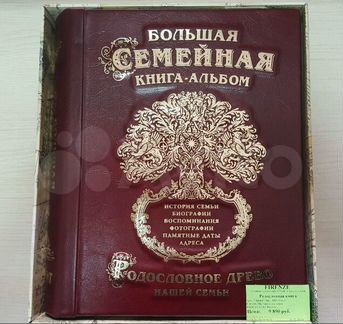 БОЛЬШАЯ
СЕМЕЙНАЯ
КНИГА-АЛЬБОМ
ИСТОРИЯ СЕМЬИ
БИОГРАФИИ
ВОСПОМИНАНИЯ
ФОТОГРАФИИ
ПАМЯТНЫЕ ДАТЫ
АДРЕСА
РОДОСЛОВНОЕ ДРЕВО
НАШЕЙ СЕМЬИ
FIRENZE
Родословная книга
Цена: 9 890 руб.